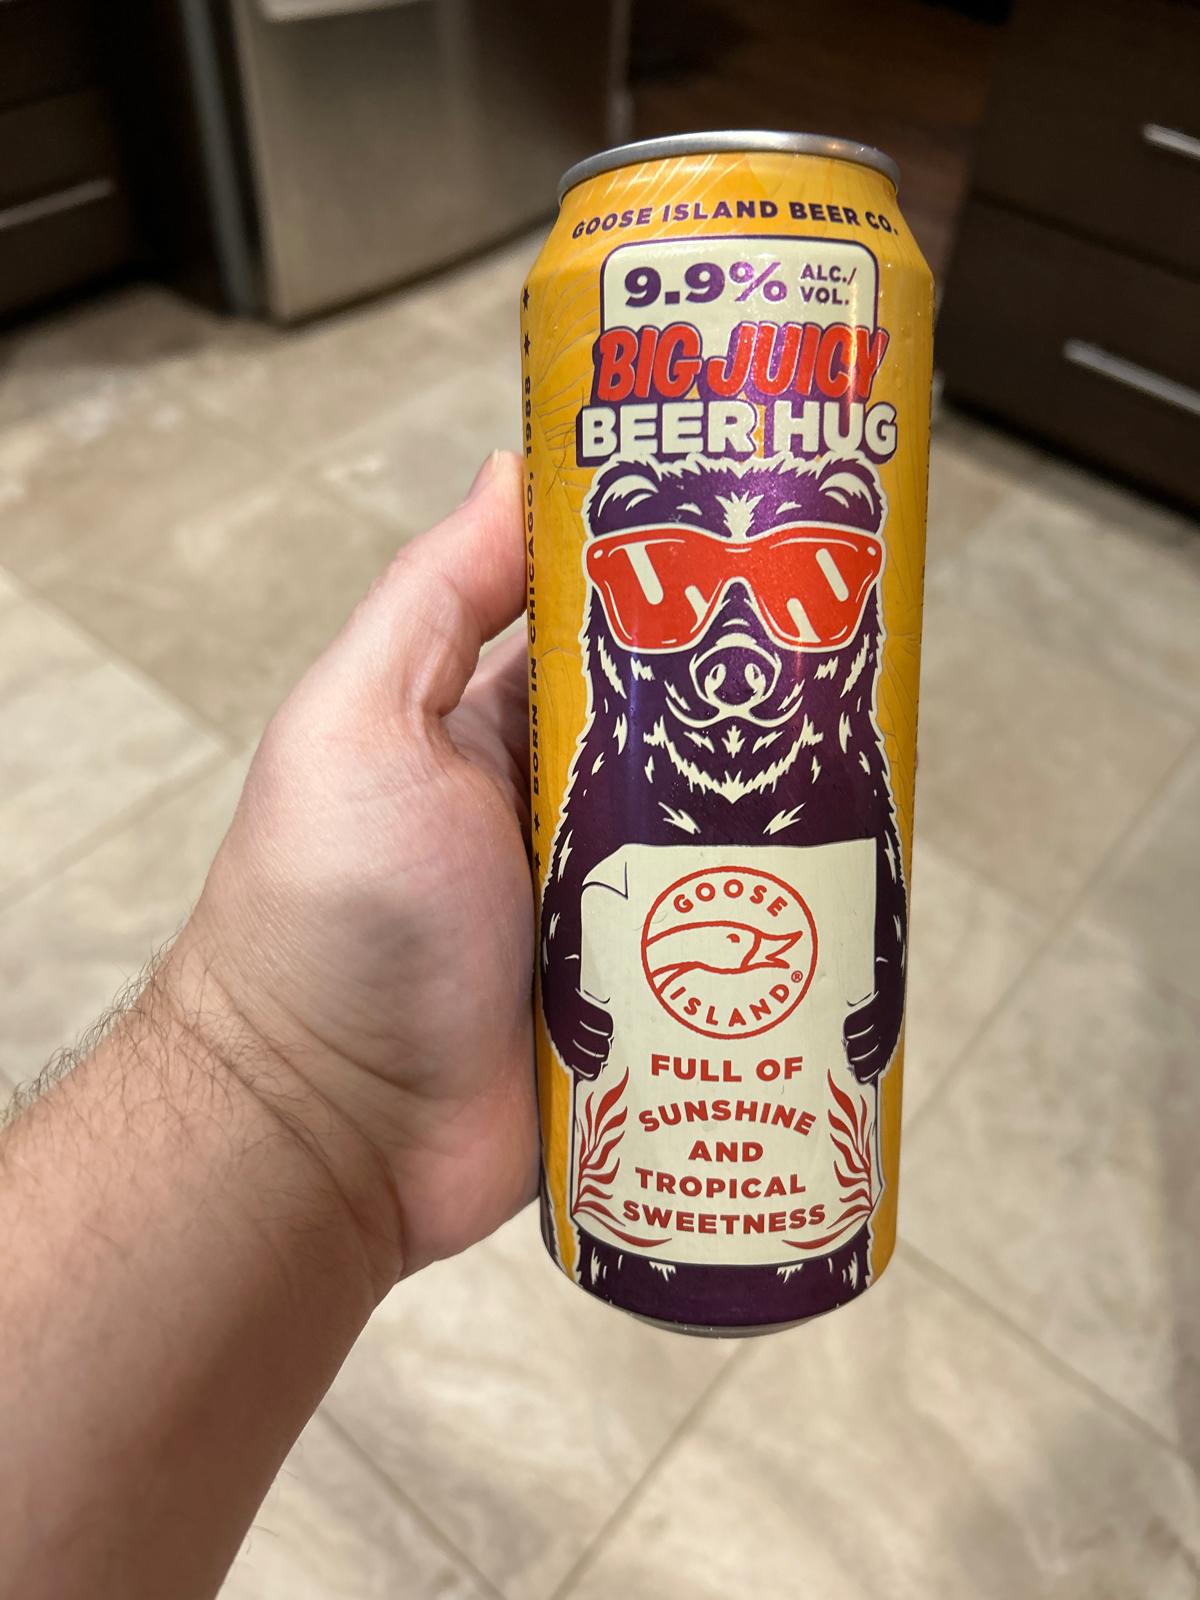 GOOSE ISLAND BEER CO.
9.9% ALC./
VOL.
BIG JUICY
BEER HUG
BORN IN CHICAGO, 1988
GOOSE
ISLAND®
FULL OF
SUNSHINE
AND
TROPICAL
SWEETNESS